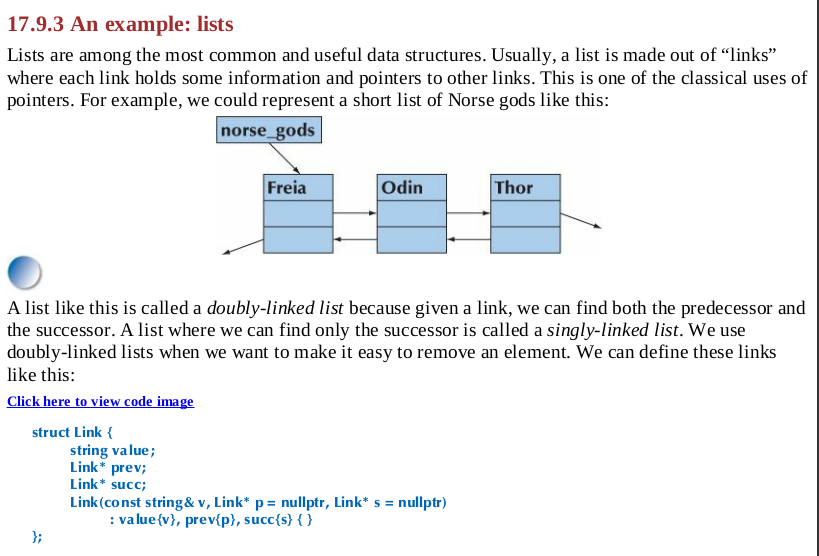 17.9.3 An example: lists
Lists are among the most common and useful data structures. Usually, a list is made out of “links”
where each link holds some information and pointers to other links. This is one of the classical uses of
pointers. For example, we could represent a short list of Norse gods like this:
norse_gods
Freia Odin Thor
A list like this is called a doubly-linked list because given a link, we can find both the predecessor and
the successor. A list where we can find only the successor is called a singly-linked list. We use
doubly-linked lists when we want to make it easy to remove an element. We can define these links
like this:
Click here to view code image
struct Link {
string value;
Link* prev;
Link* succ;
Link(const string& v, Link* p = nullptr, Link* s = nullptr)
: value{v}, prev{p}, succ{s} { }
};